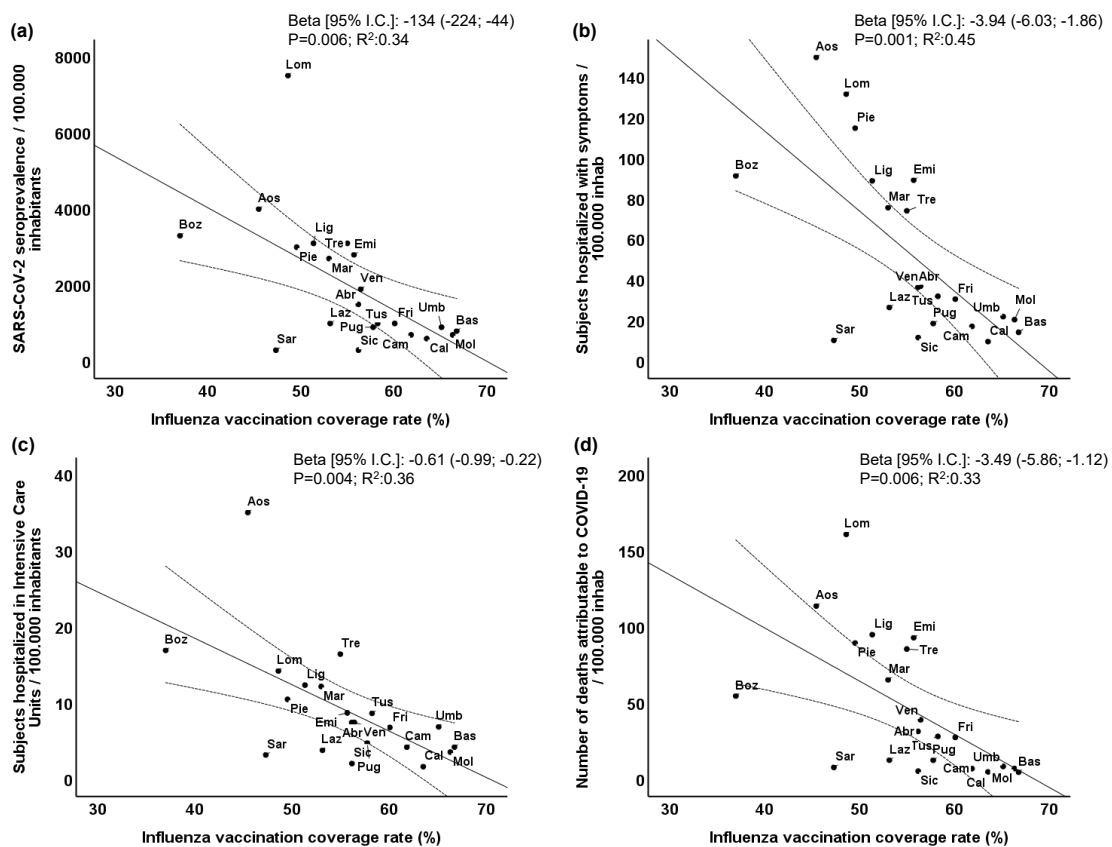 (a)
Beta [95% I.C.]: -134 (-224; -44)
P=0.006; R²:0.34
SARS-CoV-2 seroprevalence / 100.000
inhabitants
8000
6000
4000
2000
0
Lom
Aos
Boz
Lig
Tre
Emi
Pie
Mar
Ven
Abr
Laz
Tus
Fri
Umb
Bas
Pug
Sar
Sic
Cam
Cal
Mol
30 40 50 60 70
Influenza vaccination coverage rate (%)
(b)
Beta [95% I.C.]: -3.94 (-6.03; -1.86)
P=0.001; R²:0.45
Subjects hospitalized with symptoms /
100.000 inhab
140
120
100
80
60
40
20
0
Aos
Lom
Pie
Boz
Lig
Emi
Mar
Tre
Ven
Abr
Laz
Tus
Fri
Umb
Mol
Pug
Bas
Sar
Sic
Cam
Cal
30 40 50 60 70
Influenza vaccination coverage rate (%)
(c)
Beta [95% I.C.]: -0.61 (-0.99; -0.22)
P=0.004; R²:0.36
Subjects hospitalized in Intensive Care
Units / 100.000 inhabitants
40
30
20
10
0
Aos
Boz
Tre
Lom
Lig
Mar
Pie
Tus
Emi
Fri
Umb
Abr
Ven
Cam
Bas
Sar
Laz
Sic
Pug
Cal
Mol
30 40 50 60 70
Influenza vaccination coverage rate (%)
(d)
Beta [95% I.C.]: -3.49 (-5.86; -1.12)
P=0.006; R²:0.33
Number of deaths attributable to COVID-19
/ 100.000 inhab
200
150
100
50
0
Lom
Aos
Lig
Emi
Pie
Tre
Mar
Boz
Ven
Abr
Fri
Tus
Pug
Sar
Laz
Umb
Bas
Sic
Cam
Cal
Mol
30 40 50 60 70
Influenza vaccination coverage rate (%)